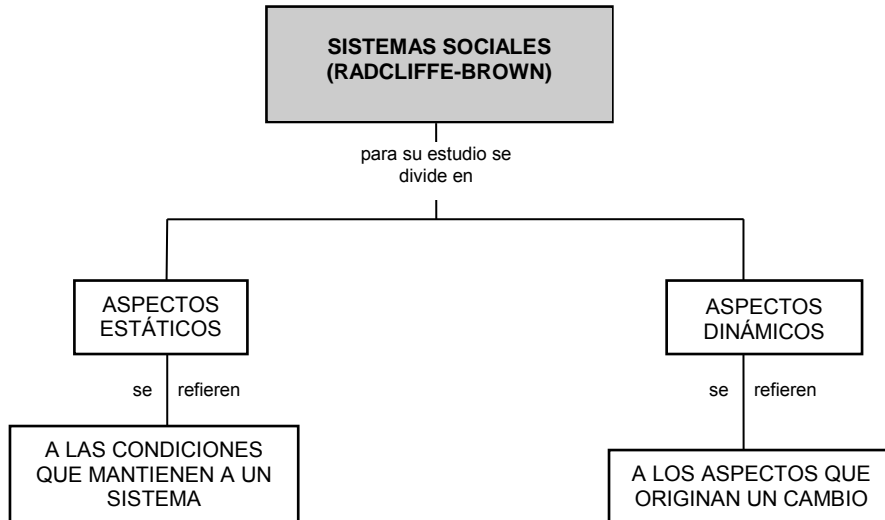 SISTEMAS SOCIALES
(RADCLIFFE-BROWN)
para su estudio se
divide en
ASPECTOS
ESTÁTICOS
se refieren
A LAS CONDICIONES
QUE MANTIENEN A UN
SISTEMA
ASPECTOS
DINÁMICOS
se refieren
A LOS ASPECTOS QUE
ORIGINAN UN CAMBIO